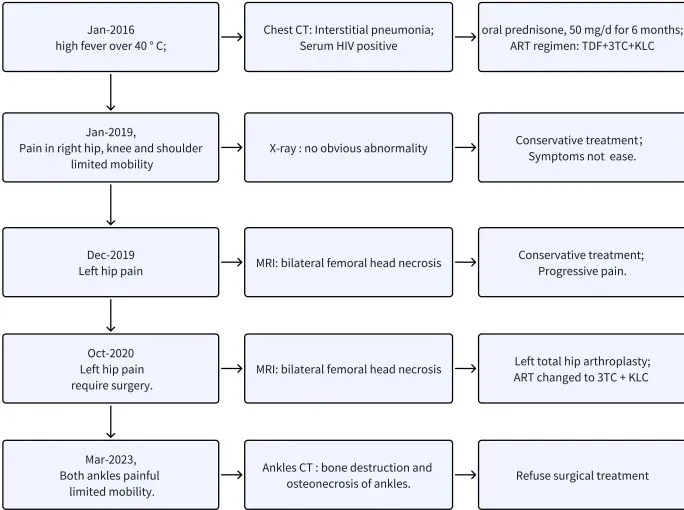 Jan-2016
high fever over 40 ° C;
Chest CT: Interstitial pneumonia;
Serum HIV positive
oral prednisone, 50 mg/d for 6 months;
ART regimen: TDF+3TC+KLC
Jan-2019,
Pain in right hip, knee and shoulder
limited mobility
X-ray : no obvious abnormality
Conservative treatment；
Symptoms not ease.
Dec-2019
Left hip pain
MRI: bilateral femoral head necrosis
Conservative treatment;
Progressive pain.
Oct-2020
Left hip pain
require surgery.
MRI: bilateral femoral head necrosis
Left total hip arthroplasty;
ART changed to 3TC + KLC
Mar-2023,
Both ankles painful
limited mobility.
Ankles CT : bone destruction and
osteonecrosis of ankles.
Refuse surgical treatment